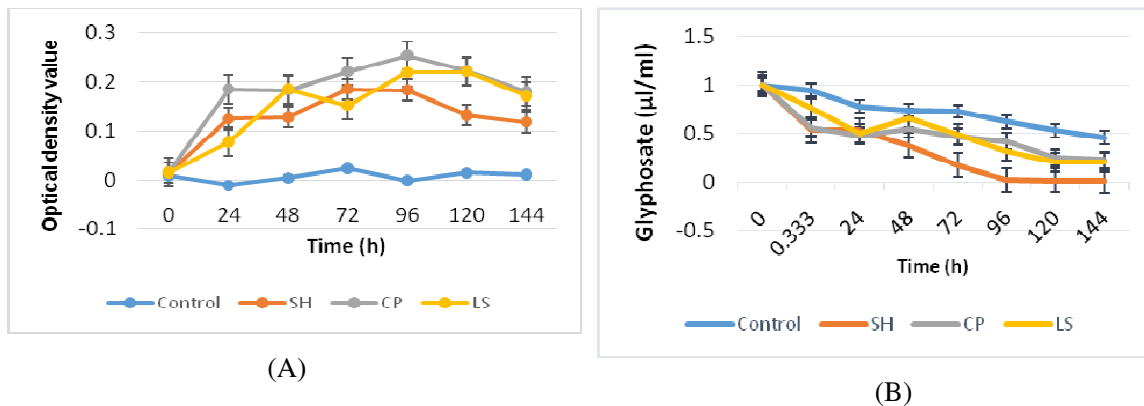 Optical density value
0.3
0.2
0.1
0
-0.1
0 24 48 72 96 120 144
Time (h)
Control SH CP LS
(A)
Glyphosate (µl/ml)
1.5
1
0.5
0
-0.5
0 0.333 24 48 72 96 120 144
Time (h)
Control SH CP LS
(B)